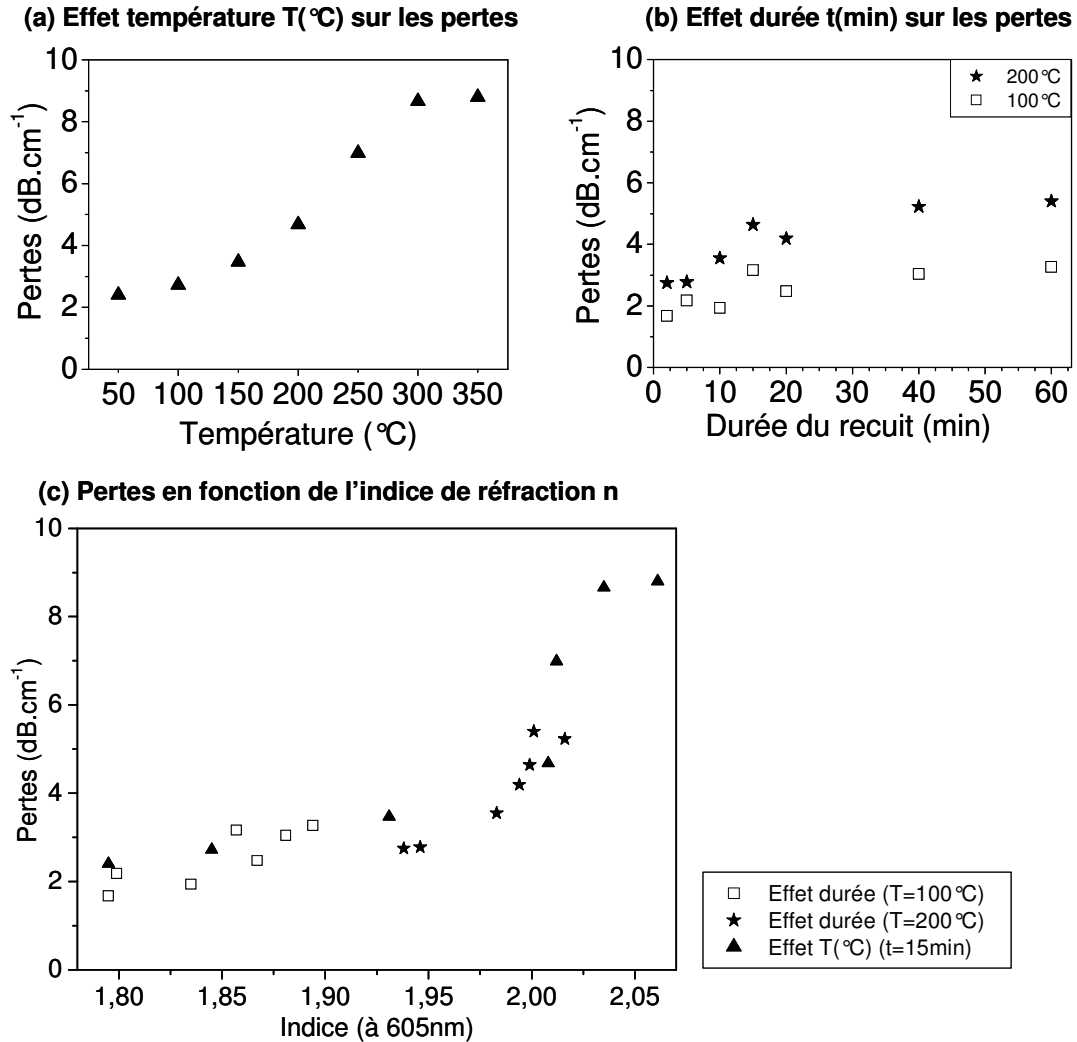 (a) Effet température T(°C) sur les pertes
10
8
6
4
2
0
Pertes (dB.cm-1)
50 100 150 200 250 300 350
Température (°C)
(b) Effet durée t(min) sur les pertes
10
8
6
4
2
0
Pertes (dB.cm-1)
200°C
100°C
0 10 20 30 40 50 60
Durée du recuit (min)
(c) Pertes en fonction de l'indice de réfraction n
10
8
6
4
2
0
Pertes (dB.cm-1)
1,80 1,85 1,90 1,95 2,00 2,05
Indice (à 605nm)
Effet durée (T=100°C)
Effet durée (T=200°C)
Effet T(°C) (t=15min)